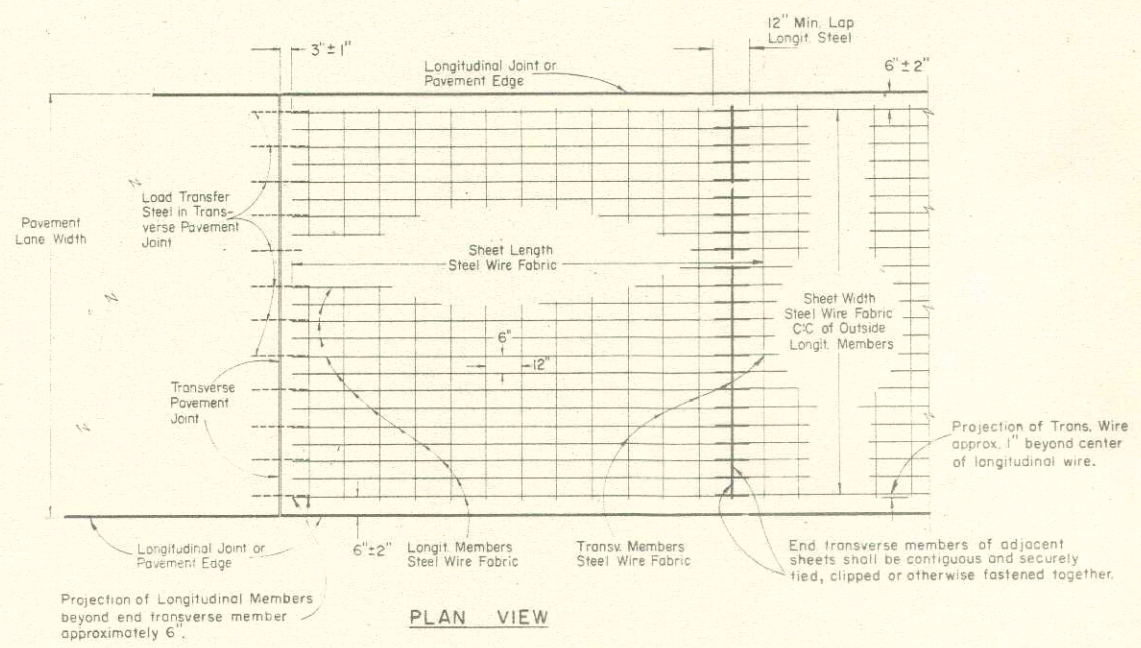 12" Min. Lap
Longit. Steel
3"± 1"
Longitudinal Joint or
Pavement Edge
6"± 2"
Load Transfer
Steel in Trans-
verse Pavement
Joint
Pavement
Lane Width
Sheet Length
Steel Wire Fabric
Sheet Width
Steel Wire Fabric
C:C of Outside
Longit. Members
6"
12"
Transverse
Pavement
Joint
Projection of Trans. Wire
approx. 1" beyond center
of longitudinal wire.
Longitudinal Joint or
Pavement Edge
6"±2"
Longit. Members
Steel Wire Fabric
Transv. Members
Steel Wire Fabric
End transverse members of adjacent
sheets shall be contiguous and securely
tied, clipped or otherwise fastened together.
Projection of Longitudinal Members
beyond end transverse member
approximately 6".
PLAN VIEW